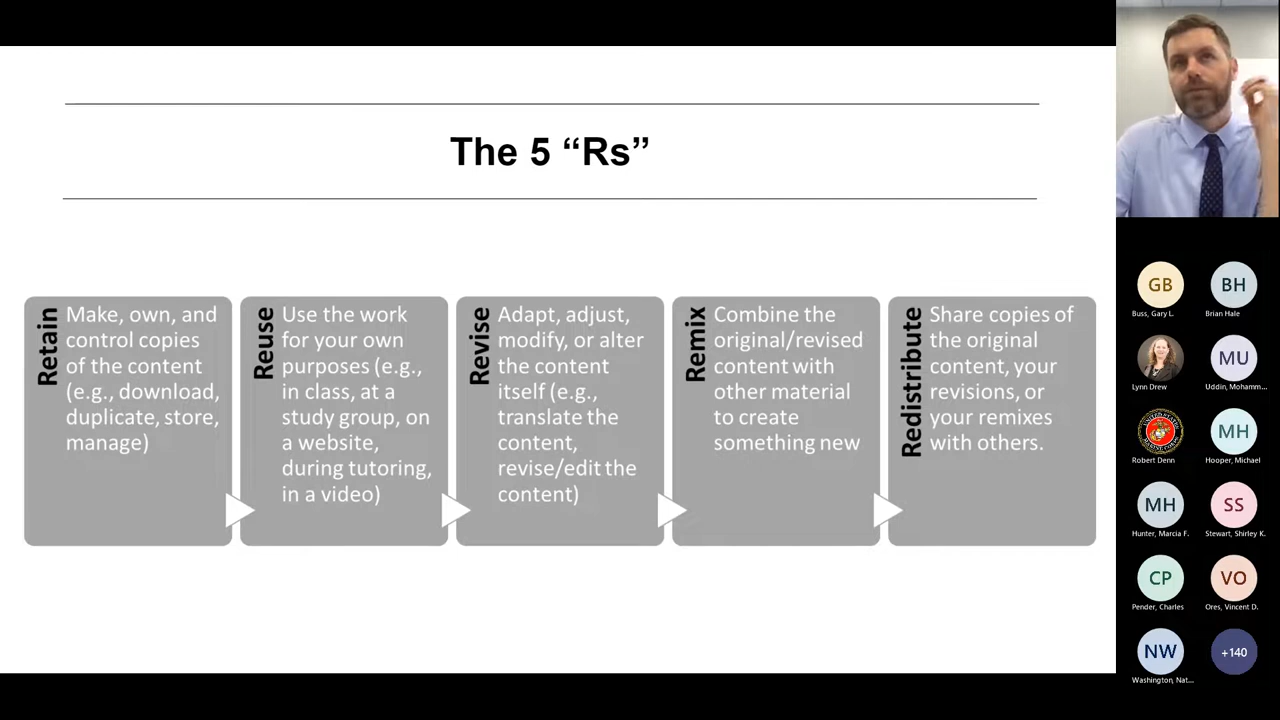 The 5 “Rs”
Retain
Make, own, and
control copies
of the content
(e.g., download,
duplicate, store,
manage)
Reuse
Use the work
for your own
purposes (e.g.,
in class, at a
study group, on
a website,
during tutoring,
in a video)
Revise
Adapt, adjust,
modify, or alter
the content
itself (e.g.,
translate the
content,
revise/edit the
content)
Remix
Combine the
original/revised
content with
other material
to create
something new
Redistribute
Share copies of
the original
content, your
revisions, or
your remixes
with others.
GB
Buss, Gary L.
BH
Brian Hale
Lynn Drew
MU
Uddin, Mohamm...
Robert Denn
MH
Hooper, Michael
MH
Hunter, Marcia F.
SS
Stewart, Shirley K.
CP
Pender, Charles
VO
Ores, Vincent D.
NW
Washington, Nat...
+140